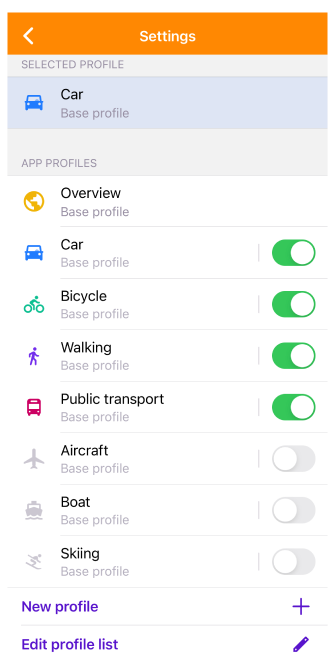 Settings
SELECTED PROFILE
Car
Base profile
APP PROFILES
Overview
Base profile
Car
Base profile
Bicycle
Base profile
Walking
Base profile
Public transport
Base profile
Aircraft
Base profile
Boat
Base profile
Skiing
Base profile
New profile
Edit profile list